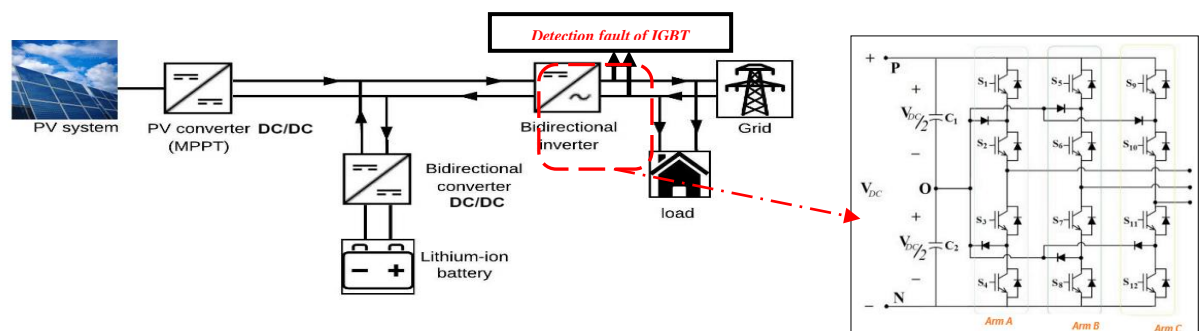 Detection fault of IGBT
PV system
PV converter DC/DC
(MPPT)
Bidirectional
inverter
Grid
Bidirectional
converter
DC/DC
load
Lithium-ion
battery
+ P
S1 S5 S9
+
VDC/2 C1
−
S2 S6 S10
VDC O
S3 S7 S11
+
VDC/2 C2
−
S4 S8 S12
− N
Arm A Arm B Arm C